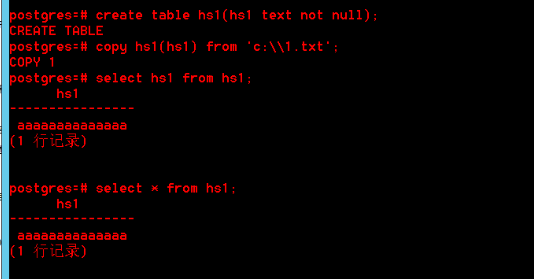 postgres=# create table hs1(hs1 text not null);
CREATE TABLE
postgres=# copy hs1(hs1) from 'c:\\1.txt';
COPY 1
postgres=# select hs1 from hs1;
hs1
----------------
aaaaaaaaaaaaaa
(1 行记录)
postgres=# select * from hs1;
hs1
----------------
aaaaaaaaaaaaaa
(1 行记录)